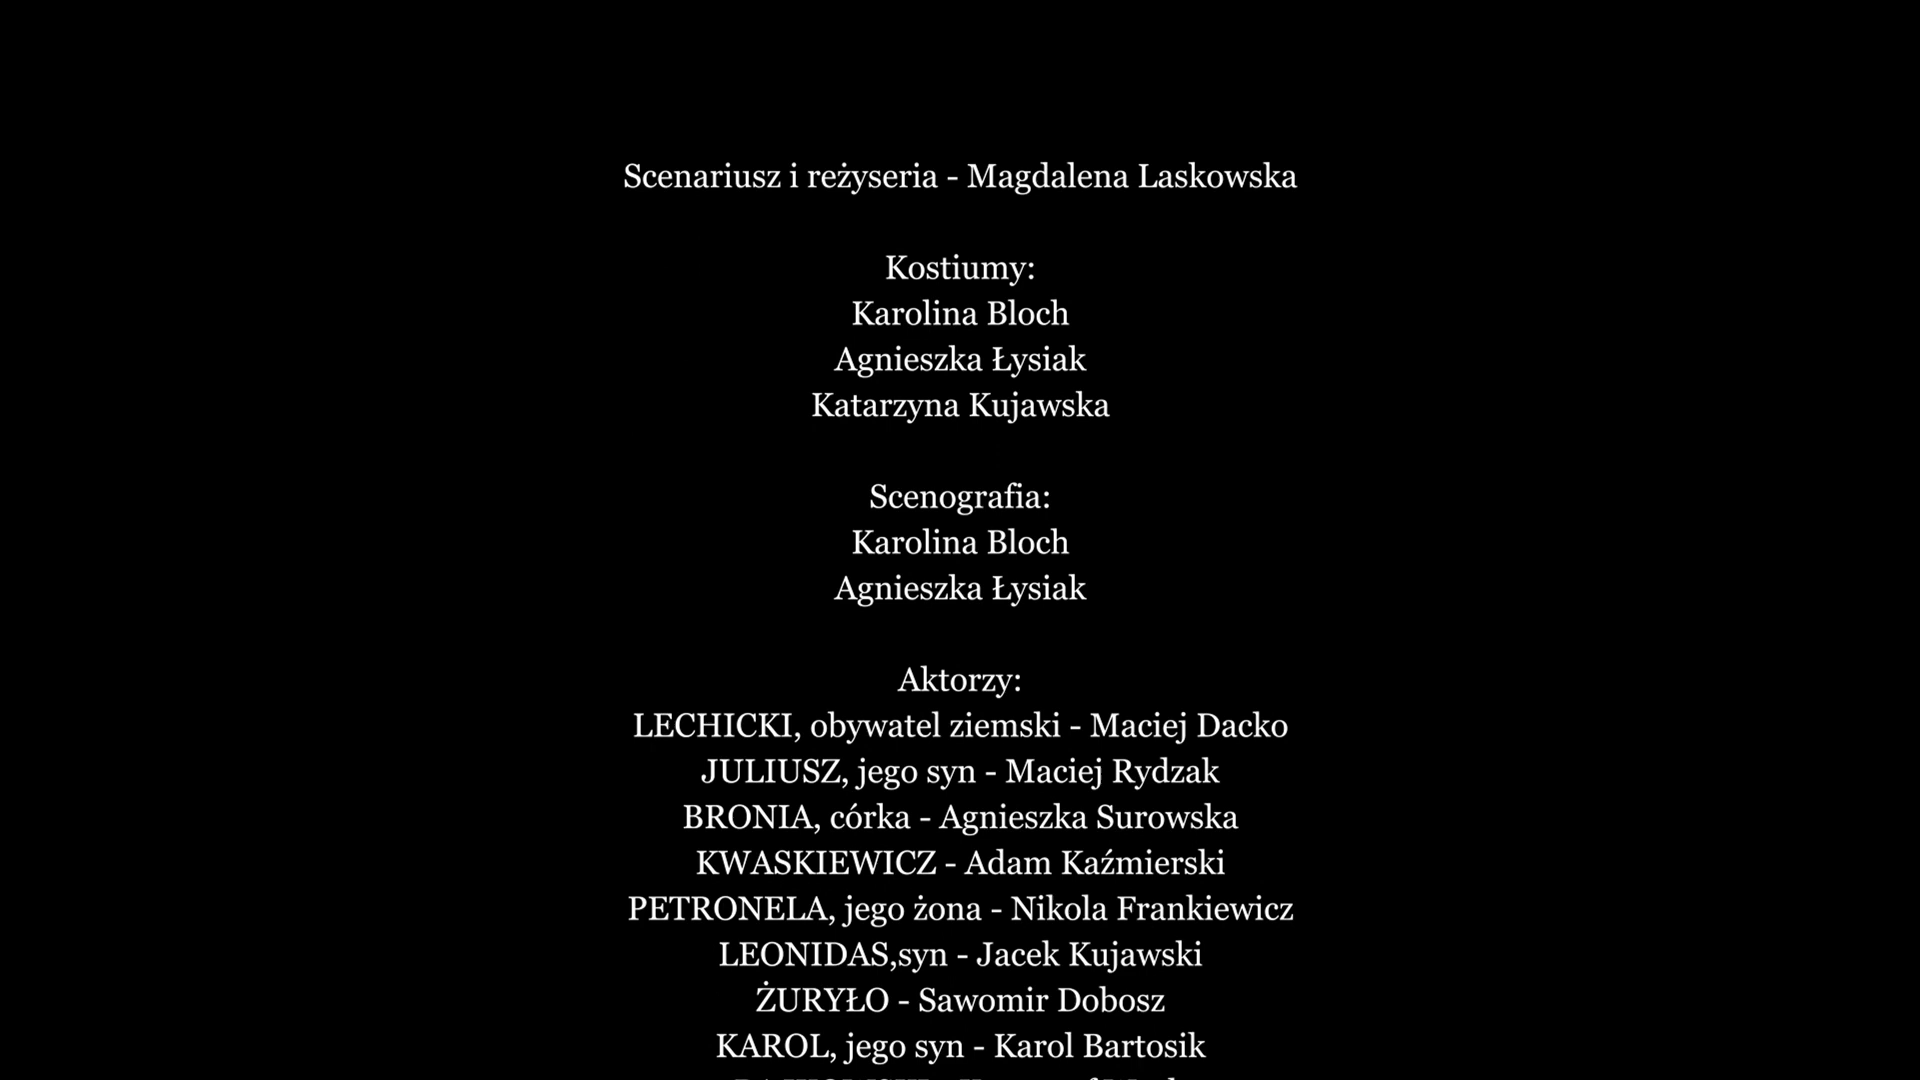 Scenariusz i reżyseria - Magdalena Laskowska
Kostiumy:
Karolina Bloch
Agnieszka Łysiak
Katarzyna Kujawska
Scenografia:
Karolina Bloch
Agnieszka Łysiak
Aktorzy:
LECHICKI, obywatel ziemski - Maciej Dacko
JULIUSZ, jego syn - Maciej Rydzak
BRONIA, córka - Agnieszka Surowska
KWASKIEWICZ - Adam Kaźmierski
PETRONELA, jego żona - Nikola Frankiewicz
LEONIDAS,syn - Jacek Kujawski
ŻURYŁO - Sawomir Dobosz
KAROL, jego syn - Karol Bartosik